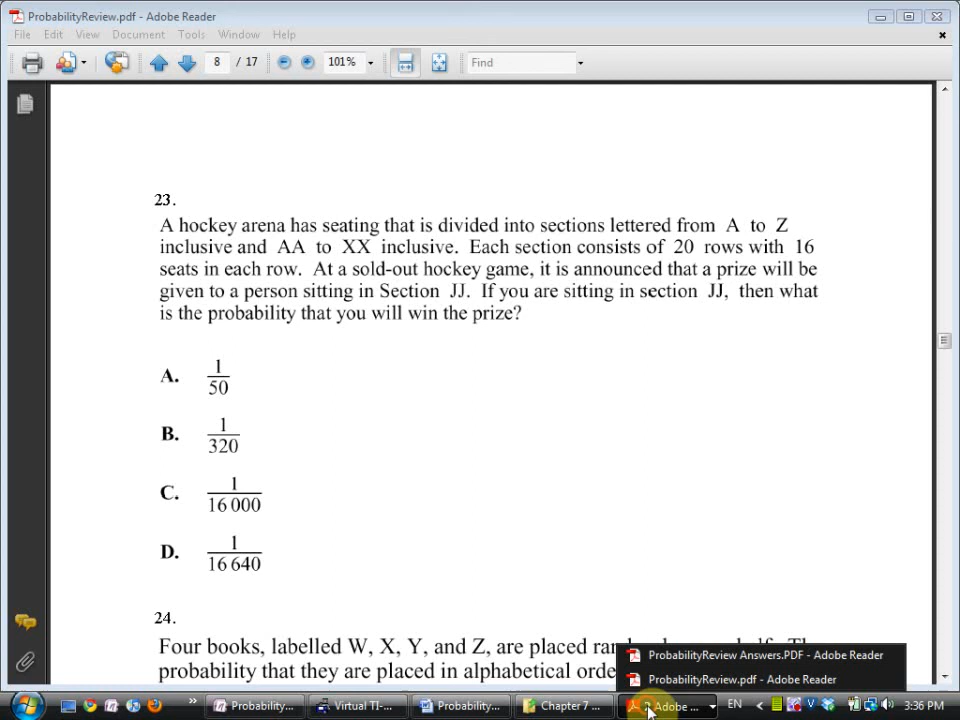 ProbabilityReview.pdf - Adobe Reader
File Edit View Document Tools Window Help
8 / 17 101% Find
23.
A hockey arena has seating that is divided into sections lettered from A to Z
inclusive and AA to XX inclusive. Each section consists of 20 rows with 16
seats in each row. At a sold-out hockey game, it is announced that a prize will be
given to a person sitting in Section JJ. If you are sitting in section JJ, then what
is the probability that you will win the prize?
A. 1/50
B. 1/320
C. 1/16 000
D. 1/16 640
24.
Four books, labelled W, X, Y, and Z, are placed
probability that they are placed in alphabetical
ProbabilityReview Answers.PDF - Adobe Reader
ProbabilityReview.pdf - Adobe Reader
Probability... Virtual TI-... Probability... Chapter 7 ... Adobe ... EN 3:36 PM